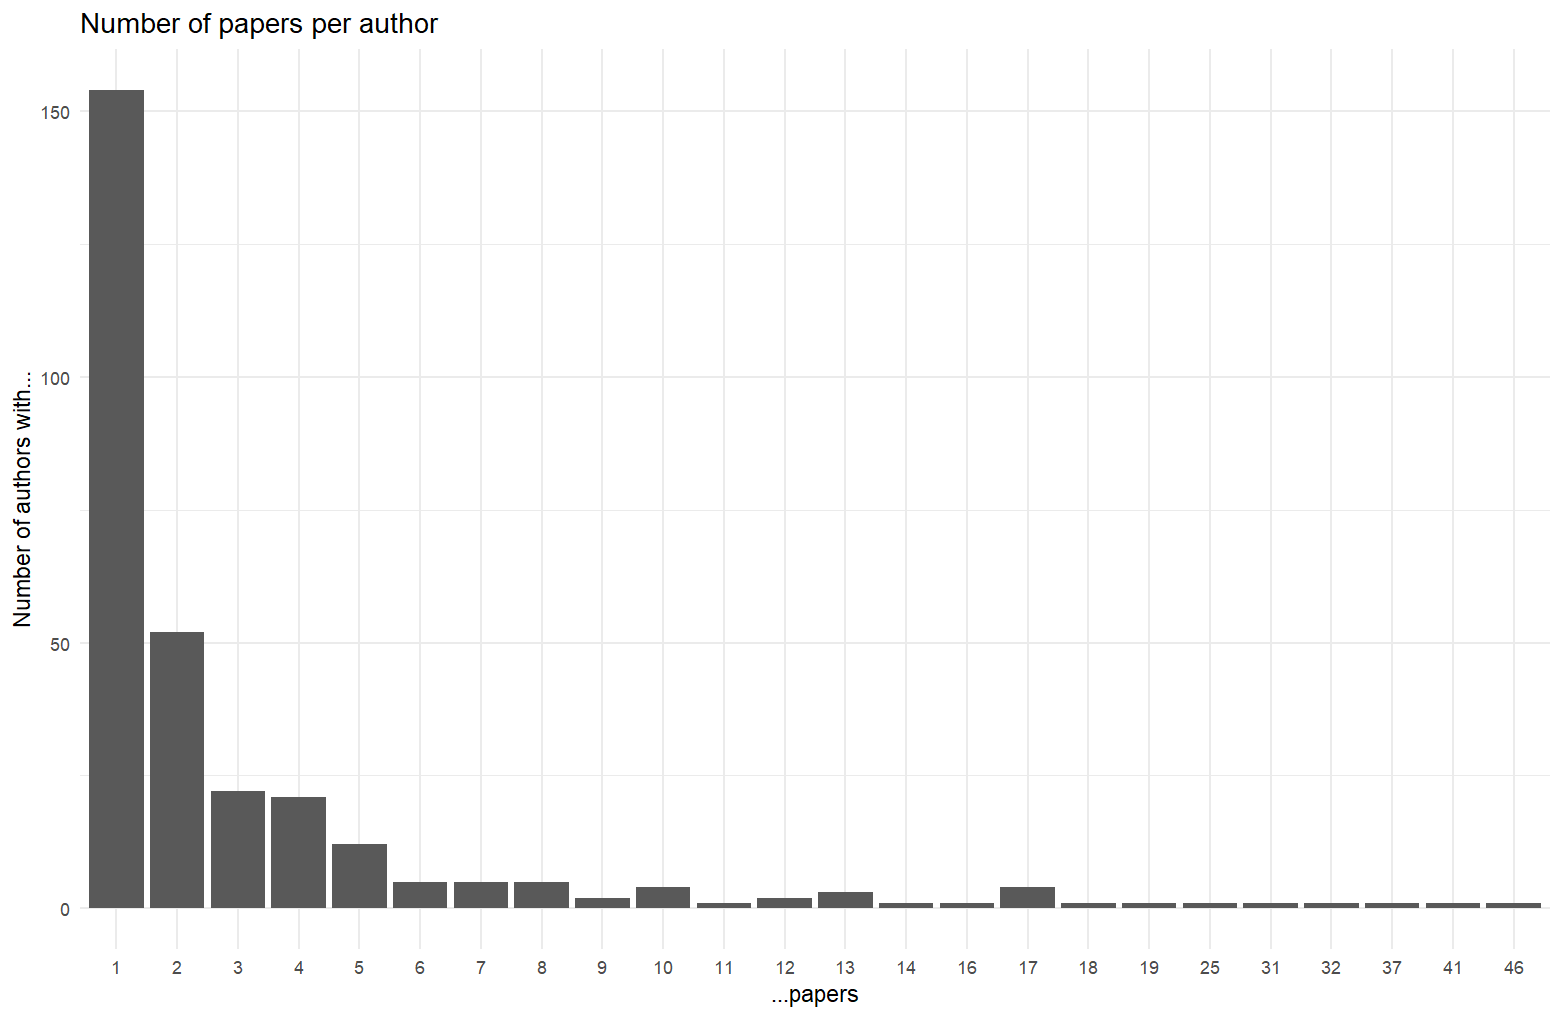 Number of papers per author
Number of authors with...
150
100
50
0
1 2 3 4 5 6 7 8 9 10 11 12 13 14 16 17 18 19 25 31 32 37 41 46
...papers